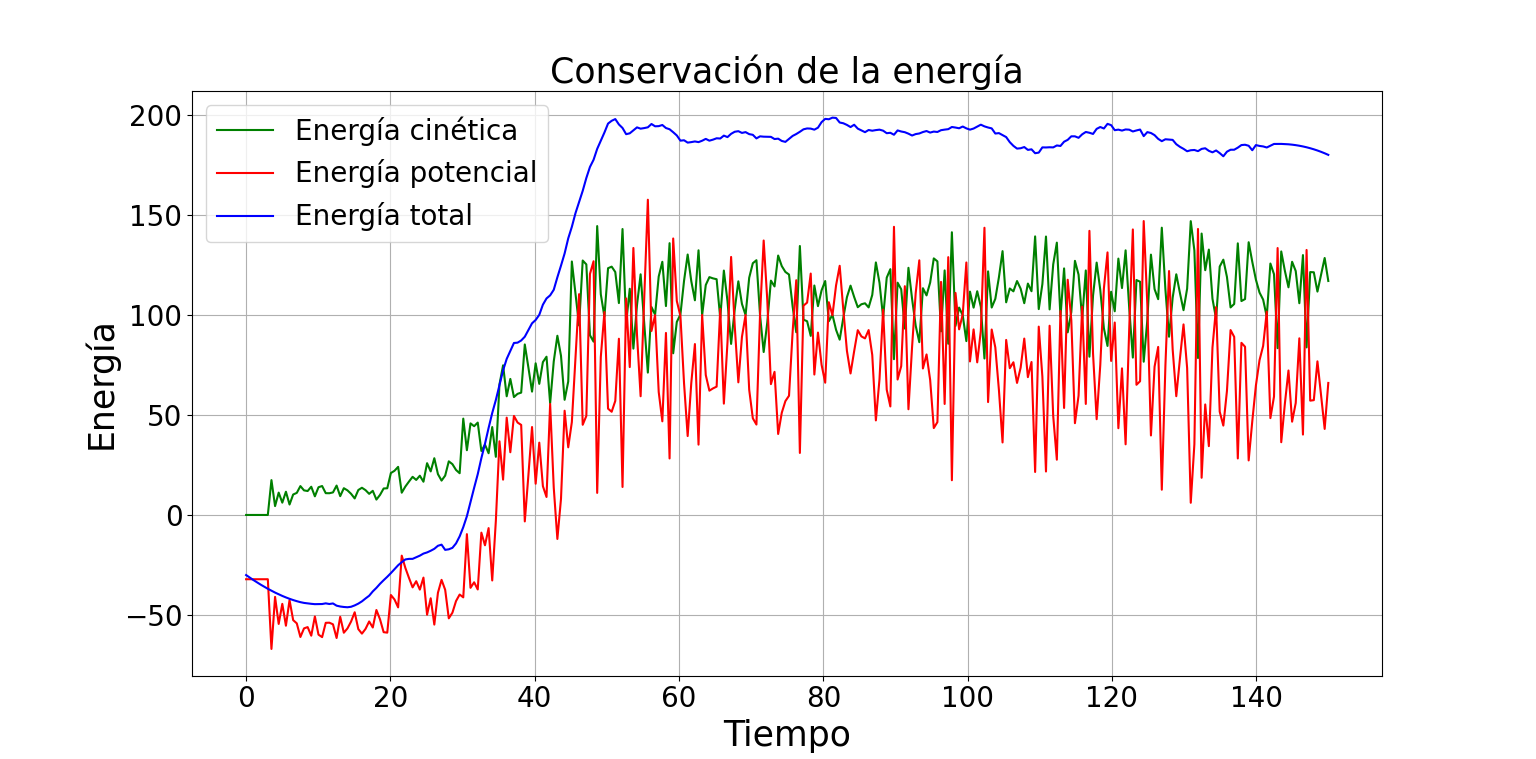 Conservación de la energía
Energía cinética
Energía potencial
Energía total
200
150
100
50
0
−50
Energía
0 20 40 60 80 100 120 140
Tiempo